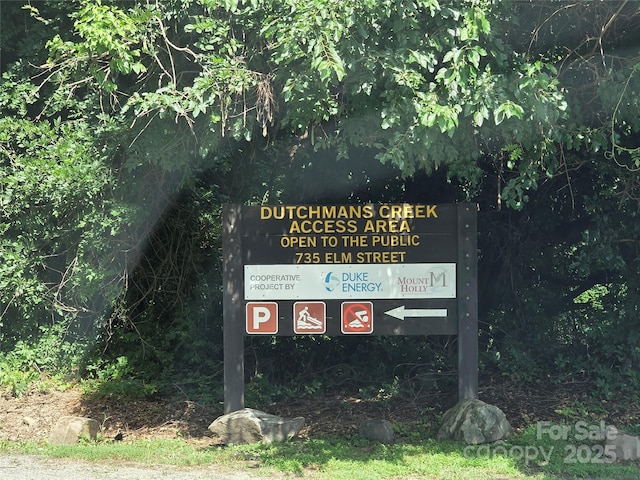 DUTCHMANS CREEK
ACCESS AREA
OPEN TO THE PUBLIC
735 ELM STREET
COOPERATIVE
PROJECT BY
DUKE
ENERGY®
MOUNT
HOLLY
M
P
For Sale
canopy 2025